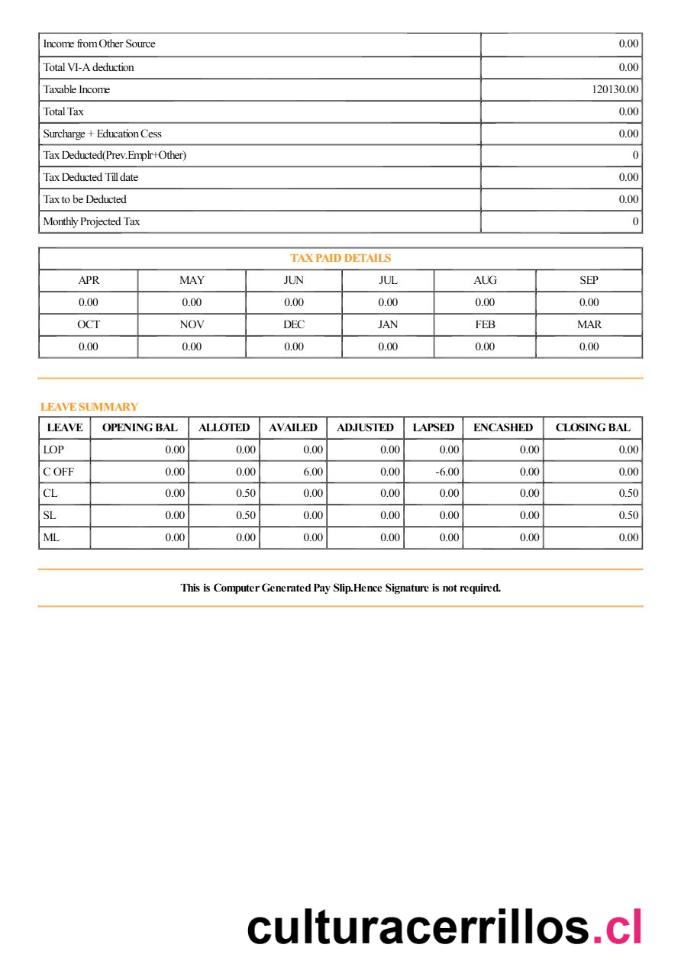 Income from Other Source 0.00
Total VI-A deduction 0.00
Taxable Income 120130.00
Total Tax 0.00
Surcharge + Education Cess 0.00
Tax Deducted(Prev.Emplr+Other) 0
Tax Deducted Till date 0.00
Tax to be Deducted 0.00
Monthly Projected Tax 0
TAX PAID DETAILS
APR MAY JUN JUL AUG SEP
0.00 0.00 0.00 0.00 0.00 0.00
OCT NOV DEC JAN FEB MAR
0.00 0.00 0.00 0.00 0.00 0.00
LEAVE SUMMARY
LEAVE OPENING BAL ALLOTED AVAILED ADJUSTED LAPSED ENCASHED CLOSING BAL
LOP 0.00 0.00 0.00 0.00 0.00 0.00 0.00
C OFF 0.00 0.00 6.00 0.00 -6.00 0.00 0.00
CL 0.00 0.50 0.00 0.00 0.00 0.00 0.50
SL 0.00 0.50 0.00 0.00 0.00 0.00 0.50
ML 0.00 0.00 0.00 0.00 0.00 0.00 0.00
This is Computer Generated Pay Slip.Hence Signature is not required.
culturacerrillos.cl